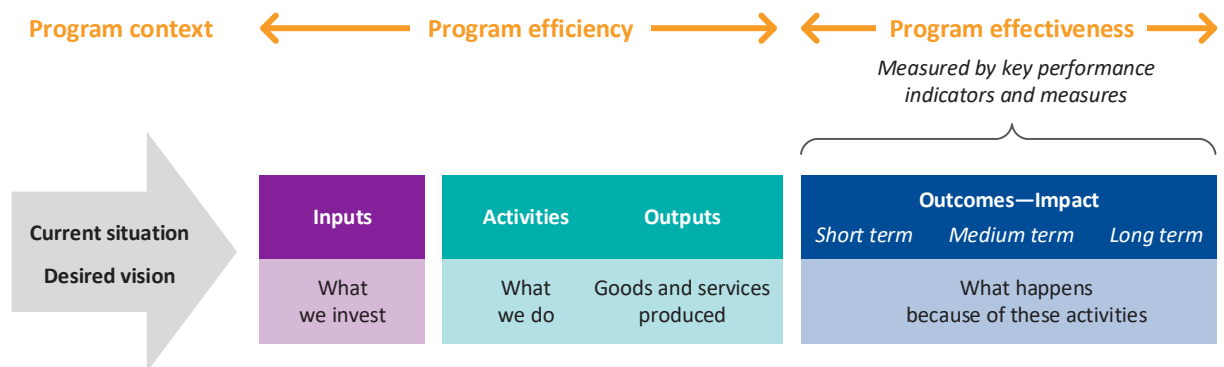 Program context
Program efficiency
Program effectiveness
Measured by key performance
indicators and measures
Current situation
Desired vision
Inputs
What
we invest
Activities
Outputs
What
we do
Goods and services
produced
Outcomes—Impact
Short term
Medium term
Long term
What happens
because of these activities